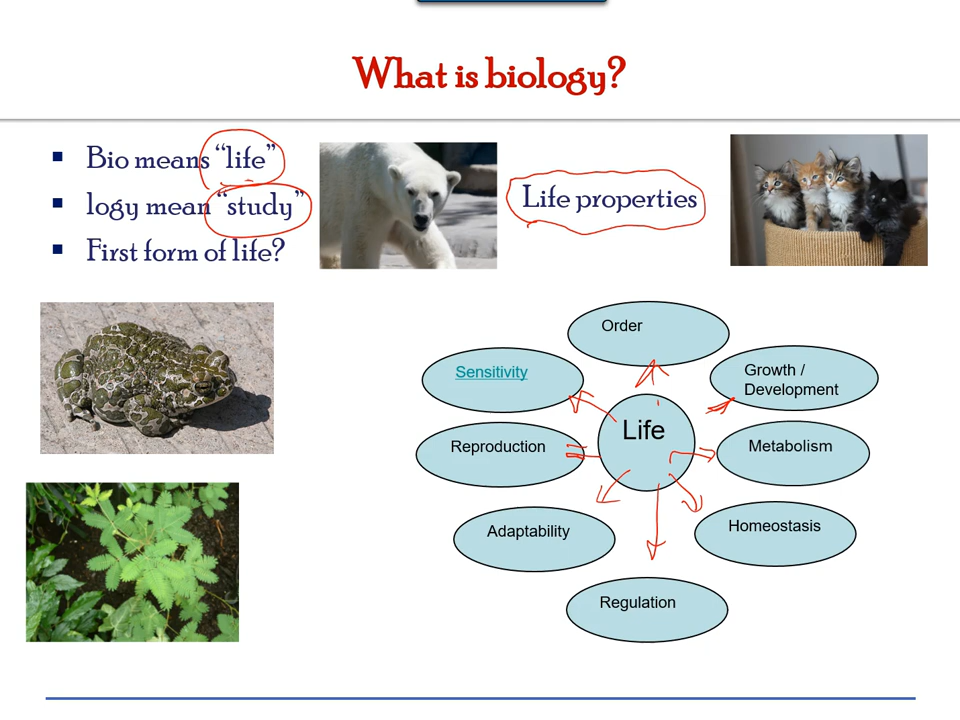 What is biology?
▪ Bio means “life”
▪ logy mean “study”
▪ First form of life?
Life properties
Order
Sensitivity
Growth /
Development
Life
Reproduction
Metabolism
Adaptability
Homeostasis
Regulation